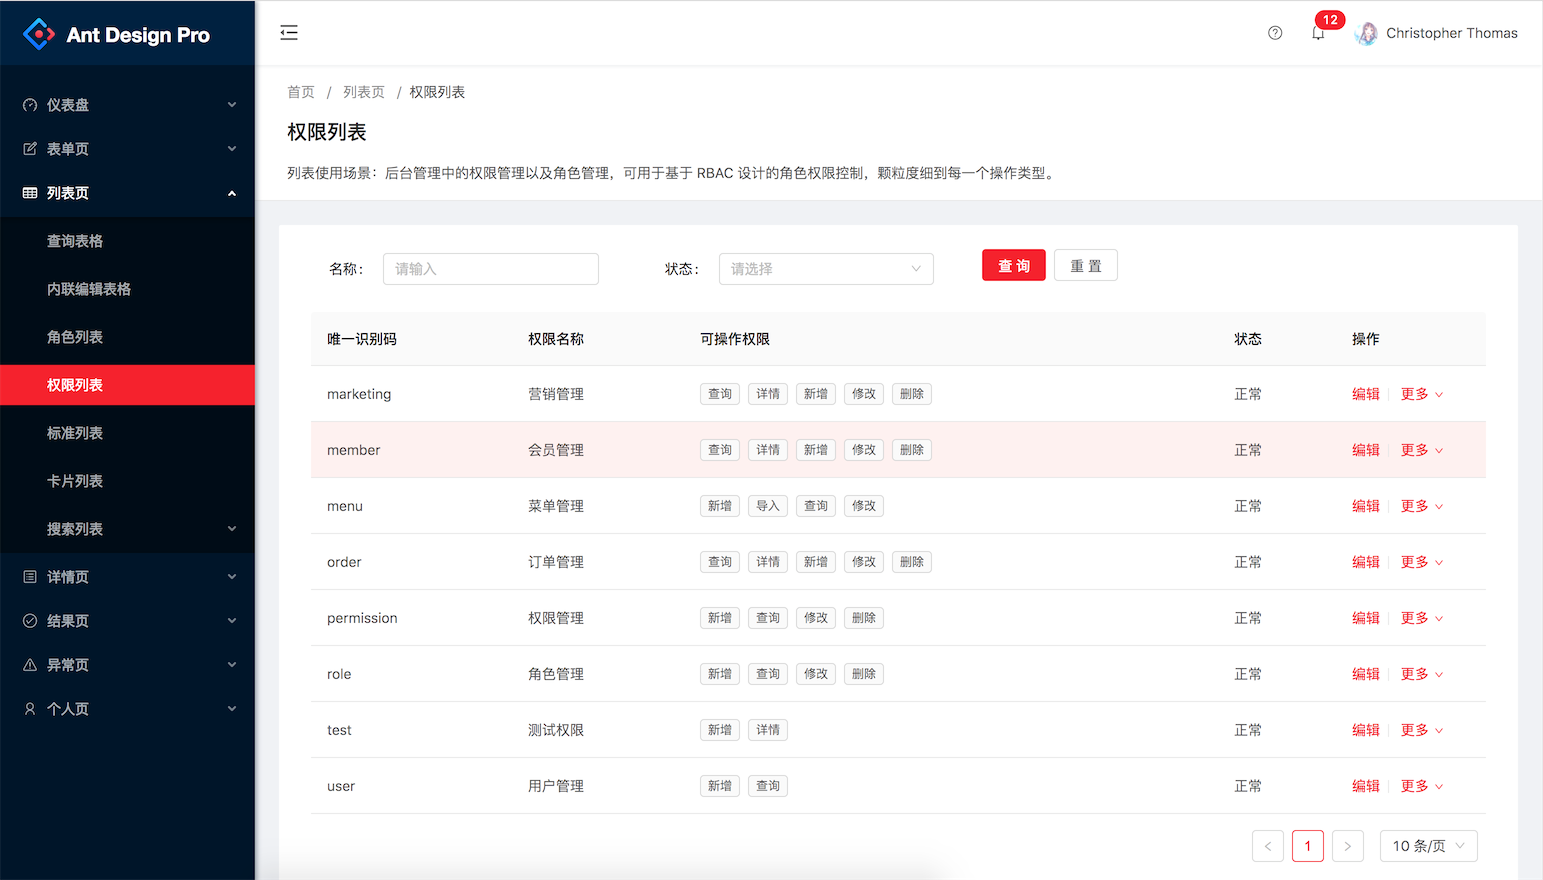 Ant Design Pro
12
Christopher Thomas
仪表盘
表单页
列表页
查询表格
内联编辑表格
角色列表
权限列表
标准列表
卡片列表
搜索列表
详情页
结果页
异常页
个人页
首页 / 列表页 / 权限列表
权限列表
列表使用场景：后台管理中的权限管理以及角色管理，可用于基于 RBAC 设计的角色权限控制，颗粒度细到每一个操作类型。
名称： 请输入 状态： 请选择 查 询 重 置
唯一识别码 权限名称 可操作权限 状态 操作
marketing 营销管理 查询 详情 新增 修改 删除 正常 编辑 更多
member 会员管理 查询 详情 新增 修改 删除 正常 编辑 更多
menu 菜单管理 新增 导入 查询 修改 正常 编辑 更多
order 订单管理 查询 详情 新增 修改 删除 正常 编辑 更多
permission 权限管理 新增 查询 修改 删除 正常 编辑 更多
role 角色管理 新增 查询 修改 删除 正常 编辑 更多
test 测试权限 新增 详情 正常 编辑 更多
user 用户管理 新增 查询 正常 编辑 更多
< 1 > 10 条/页